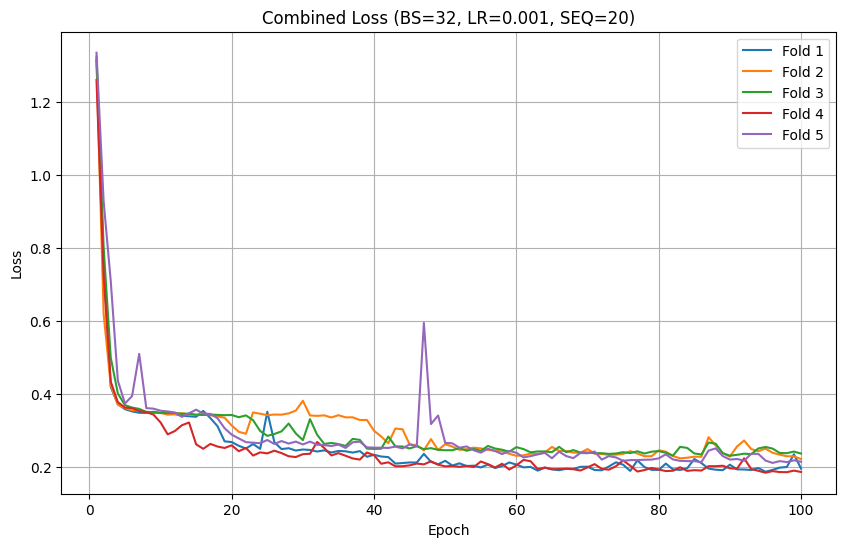 Combined Loss (BS=32, LR=0.001, SEQ=20)
Fold 1
Fold 2
Fold 3
Fold 4
Fold 5
Loss
1.2
1.0
0.8
0.6
0.4
0.2
0 20 40 60 80 100
Epoch